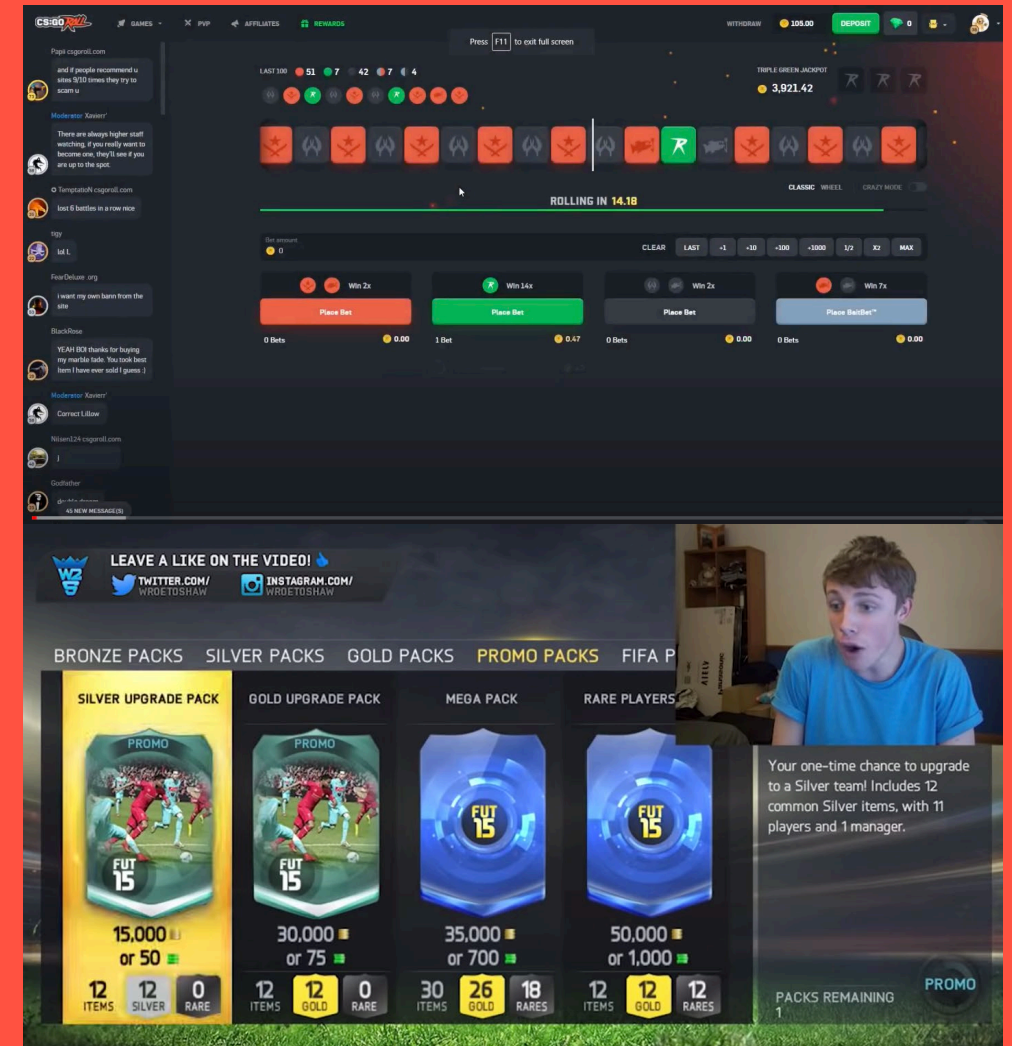 CS:GO ROLL
GAMES
PVP
AFFILIATES
REWARDS
WITHDRAW
105.00
DEPOSIT
0
Press F11 to exit full screen
Papii csgoroll.com
and if people recommend u
sites 9/10 times they try to
scam u
Moderator Xavierr'
There are always higher staff
watching, if you really want to
become one, they'll see if you
are up to the spot.
TemptatioN csgoroll.com
lost 6 battles in a row nice
tigy
lol t.
FearDeluxe .org
i want my own bann from the
site
BlackRose
YEAH BOI thanks for buying
my marble fade. You took best
item I have ever sold I guess :)
Moderator Xavierr'
Correct Lillow
Nilsen124 csgoroll.com
Godfather
45 NEW MESSAGE(S)
LAST 100 51 7 42 7 4
TRIPLE GREEN JACKPOT
3,921.42
CLASSIC WHEEL CRAZY MODE
ROLLING IN 14.18
Bet amount
0
CLEAR LAST +1 +10 +100 +1000 1/2 X2 MAX
Win 2x
Place Bet
0 Bets 0.00
Win 14x
Place Bet
1 Bet 0.47
Win 2x
Place Bet
0 Bets 0.00
Win 7x
Place BaitBet™
0 Bets 0.00
W2S
LEAVE A LIKE ON THE VIDEO!
TWITTER.COM/
WROETOSHAW
INSTAGRAM.COM/
WROETOSHAW
BRONZE PACKS SILVER PACKS GOLD PACKS PROMO PACKS FIFA P
SILVER UPGRADE PACK
PROMO
FUT
15
15,000
or 50
12 ITEMS
12 SILVER
0 RARE
GOLD UPGRADE PACK
PROMO
FUT
15
30,000
or 75
12 ITEMS
12 GOLD
0 RARE
MEGA PACK
FUT
15
35,000
or 700
30 ITEMS
26 GOLD
18 RARES
RARE PLAYERS
FUT
15
50,000
or 1,000
12 ITEMS
12 GOLD
12 RARES
Your one-time chance to upgrade
to a Silver team! Includes 12
common Silver items, with 11
players and 1 manager.
PROMO
PACKS REMAINING
1